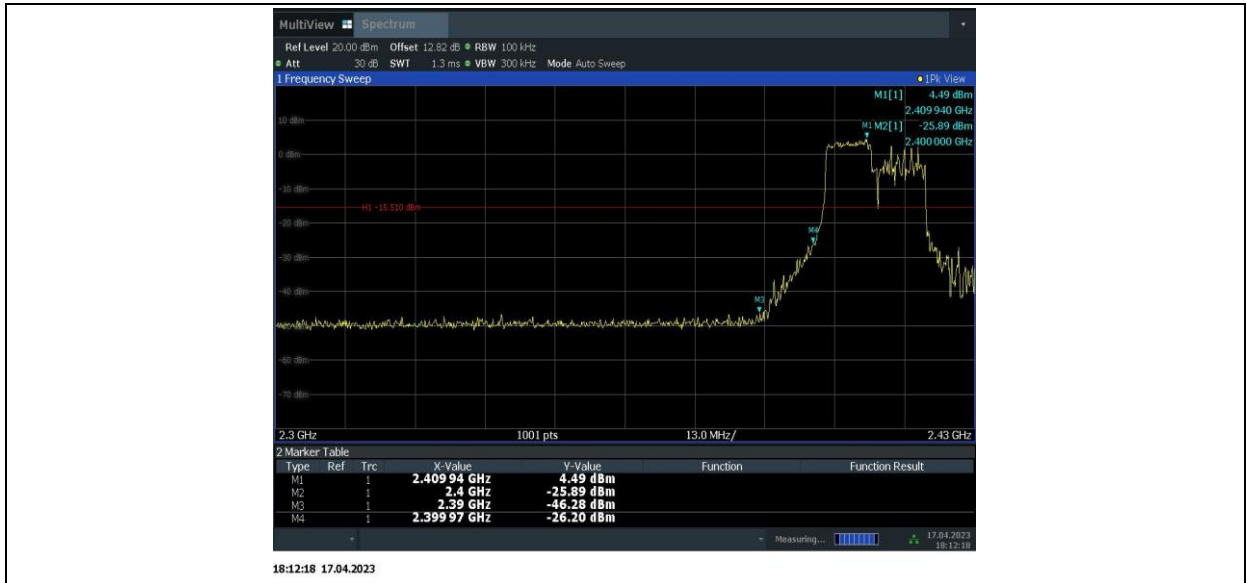 MultiView Spectrum
Ref Level 20.00 dBm Offset 12.82 dB RBW 100 kHz
Att 30 dB SWT 1.3 ms VBW 300 kHz Mode Auto Sweep
1 Frequency Sweep 1Pk View
M1[1] 4.49 dBm
2.409 940 GHz
10 dBm
M1 M2[1] -25.89 dBm
2.400 000 GHz
0 dBm
-10 dBm
H1 -15.510 dBm
-20 dBm
M4
-30 dBm
-40 dBm
M3
-60 dBm
-70 dBm
2.3 GHz 1001 pts 13.0 MHz/ 2.43 GHz
2 Marker Table
Type Ref Trc X-Value Y-Value Function Function Result
M1 1 2.409 94 GHz 4.49 dBm
M2 1 2.4 GHz -25.89 dBm
M3 1 2.39 GHz -46.28 dBm
M4 1 2.399 97 GHz -26.20 dBm
Measuring... 17.04.2023
18:12:18
18:12:18 17.04.2023